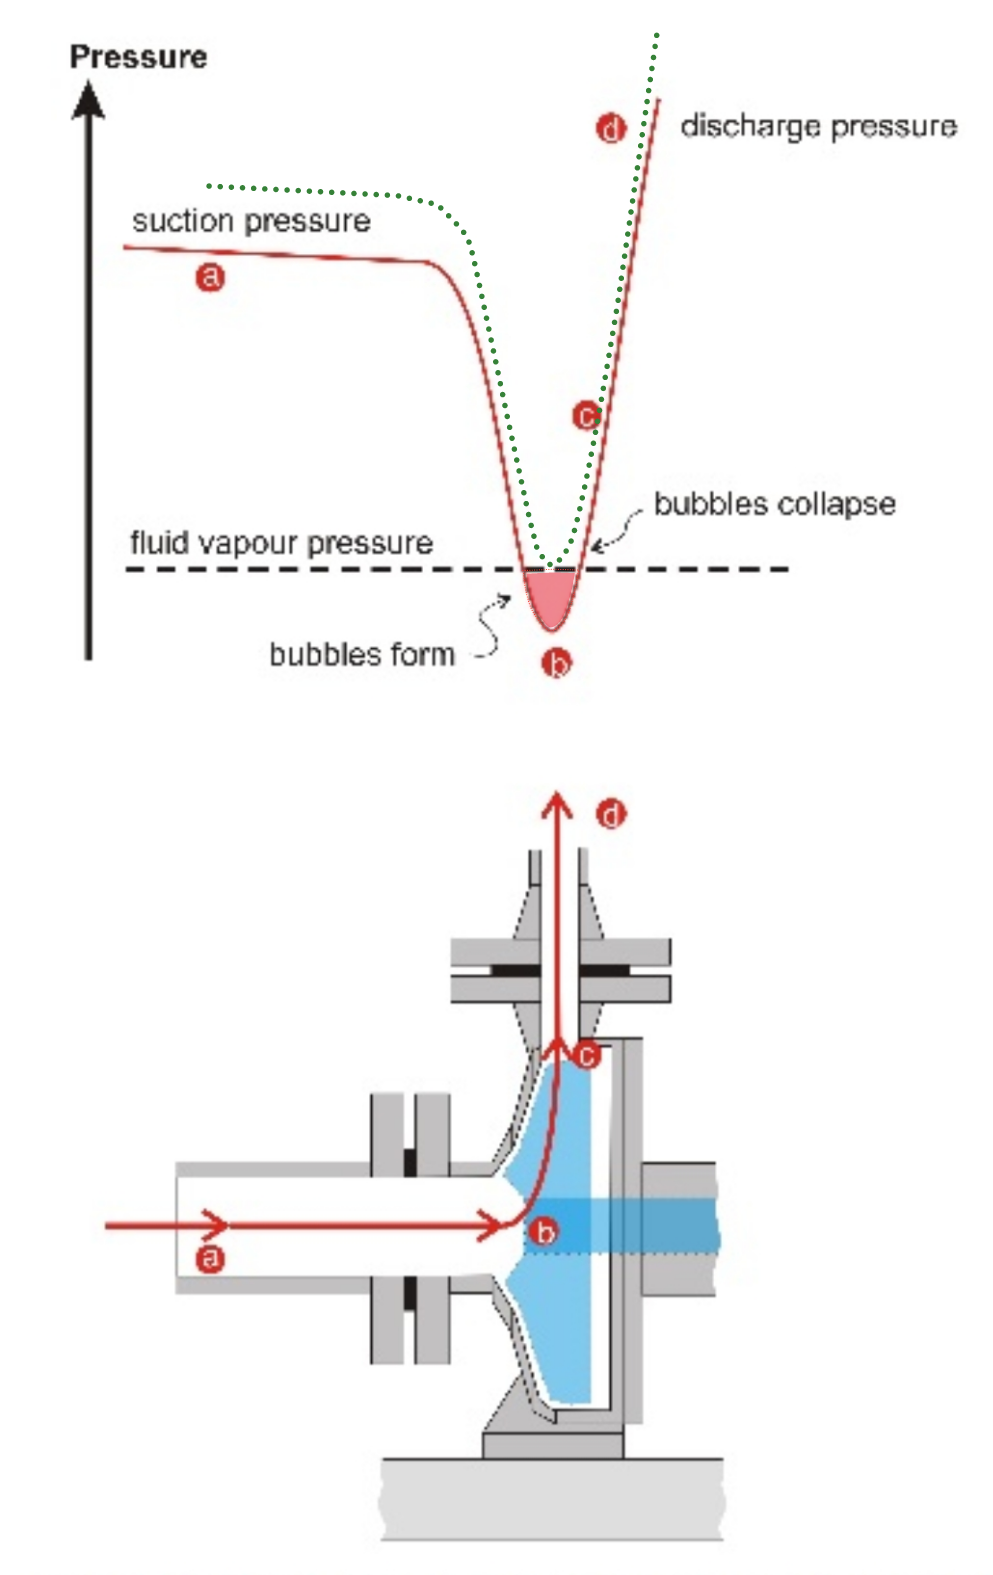 Pressure
d
discharge pressure
suction pressure
a
c
bubbles collapse
fluid vapour pressure
bubbles form
b
d
c
b
a